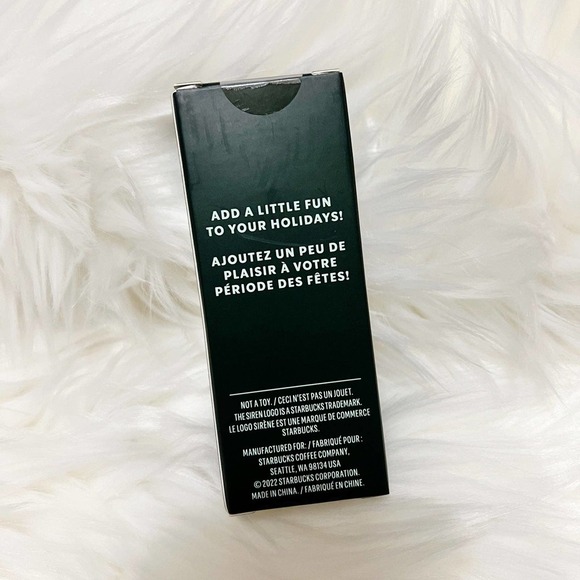 ADD A LITTLE FUN
TO YOUR HOLIDAYS!
AJOUTEZ UN PEU DE
PLAISIR À VOTRE
PÉRIODE DES FÊTES!
NOT A TOY. / CECI N'EST PAS UN JOUET.
THE SIREN LOGO IS A STARBUCKS TRADEMARK.
LE LOGO SIRÈNE EST UNE MARQUE DE COMMERCE
STARBUCKS.
MANUFACTURED FOR: / FABRIQUÉ POUR :
STARBUCKS COFFEE COMPANY,
SEATTLE, WA 98134 USA
© 2022 STARBUCKS CORPORATION.
MADE IN CHINA. / FABRIQUÉ EN CHINE.